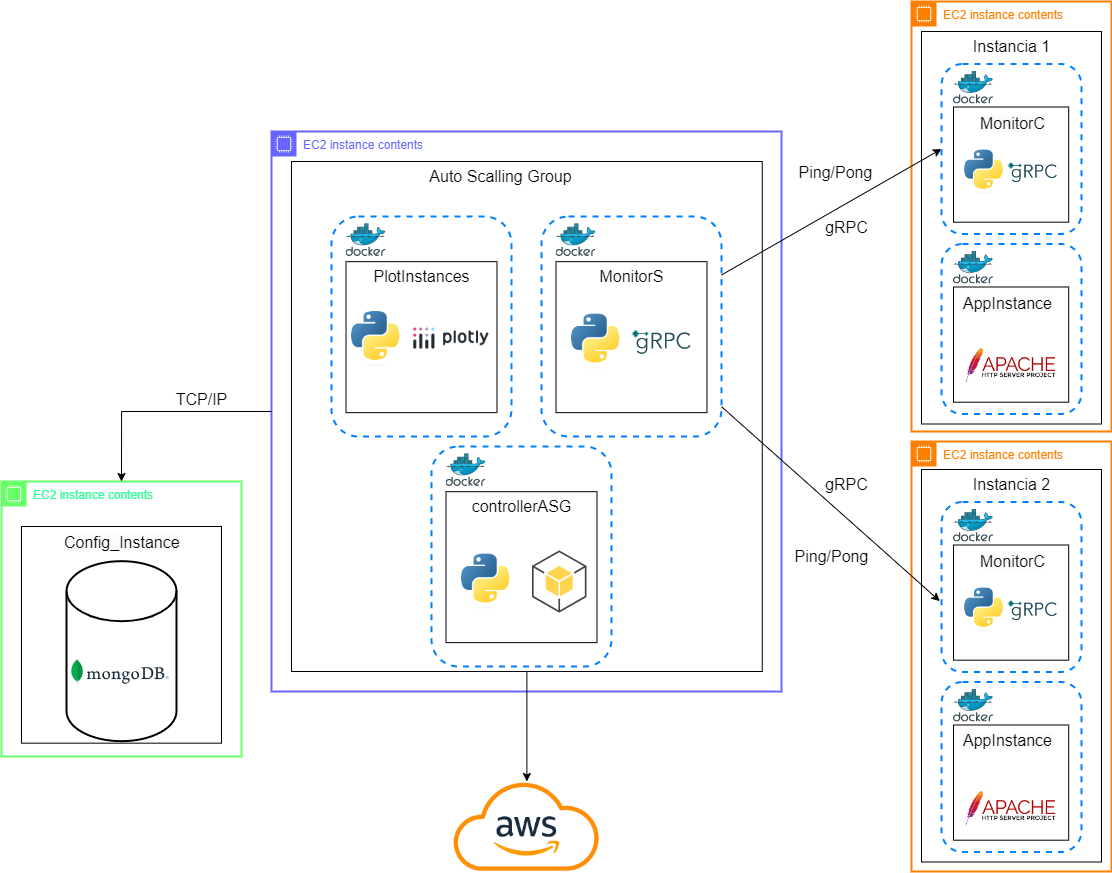 EC2 instance contents
Instancia 1
docker
MonitorC
gRPC
docker
AppInstance
APACHE
HTTP SERVER PROJECT
EC2 instance contents
Auto Scalling Group
docker
PlotInstances
plotly
docker
MonitorS
gRPC
docker
controllerASG
Ping/Pong
gRPC
gRPC
Ping/Pong
TCP/IP
EC2 instance contents
Config_Instance
mongoDB
EC2 instance contents
Instancia 2
docker
MonitorC
gRPC
docker
AppInstance
APACHE
HTTP SERVER PROJECT
aws